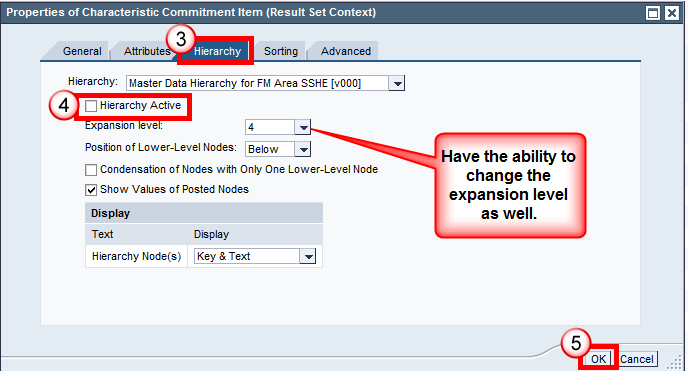 Properties of Characteristic Commitment Item (Result Set Context)
3
General Attributes Hierarchy Sorting Advanced
Hierarchy: Master Data Hierarchy for FM Area SSHE [v000]
4 Hierarchy Active
Expansion level: 4
Position of Lower-Level Nodes: Below
Condensation of Nodes with Only One Lower-Level Node
Show Values of Posted Nodes
Have the ability to
change the
expansion level
as well.
Display
Text Display
Hierarchy Node(s) Key & Text
5
OK Cancel